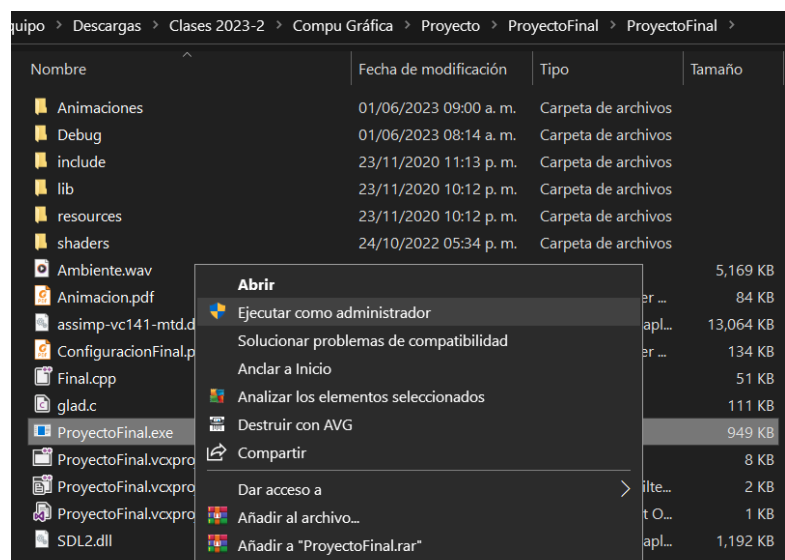 quipo > Descargas > Clases 2023-2 > Compu Gráfica > Proyecto > ProyectoFinal > ProyectoFinal >
Nombre Fecha de modificación Tipo Tamaño
Animaciones 01/06/2023 09:00 a. m. Carpeta de archivos
Debug 01/06/2023 08:14 a. m. Carpeta de archivos
include 23/11/2020 11:13 p. m. Carpeta de archivos
lib 23/11/2020 10:12 p. m. Carpeta de archivos
resources 23/11/2020 10:12 p. m. Carpeta de archivos
shaders 24/10/2022 05:34 p. m. Carpeta de archivos
Ambiente.wav 5,169 KB
Abrir
Animacion.pdf er ... 84 KB
Ejecutar como administrador
assimp-vc141-mtd.d apl... 13,064 KB
Solucionar problemas de compatibilidad
ConfiguracionFinal.p er ... 134 KB
Anclar a Inicio
Final.cpp 51 KB
Analizar los elementos seleccionados
glad.c 111 KB
Destruir con AVG
ProyectoFinal.exe 949 KB
Compartir
ProyectoFinal.vcxpro 8 KB
Dar acceso a
ProyectoFinal.vcxpro ilte... 2 KB
Añadir al archivo...
ProyectoFinal.vcxpro t O... 1 KB
Añadir a "ProyectoFinal.rar"
SDL2.dll apl... 1,192 KB